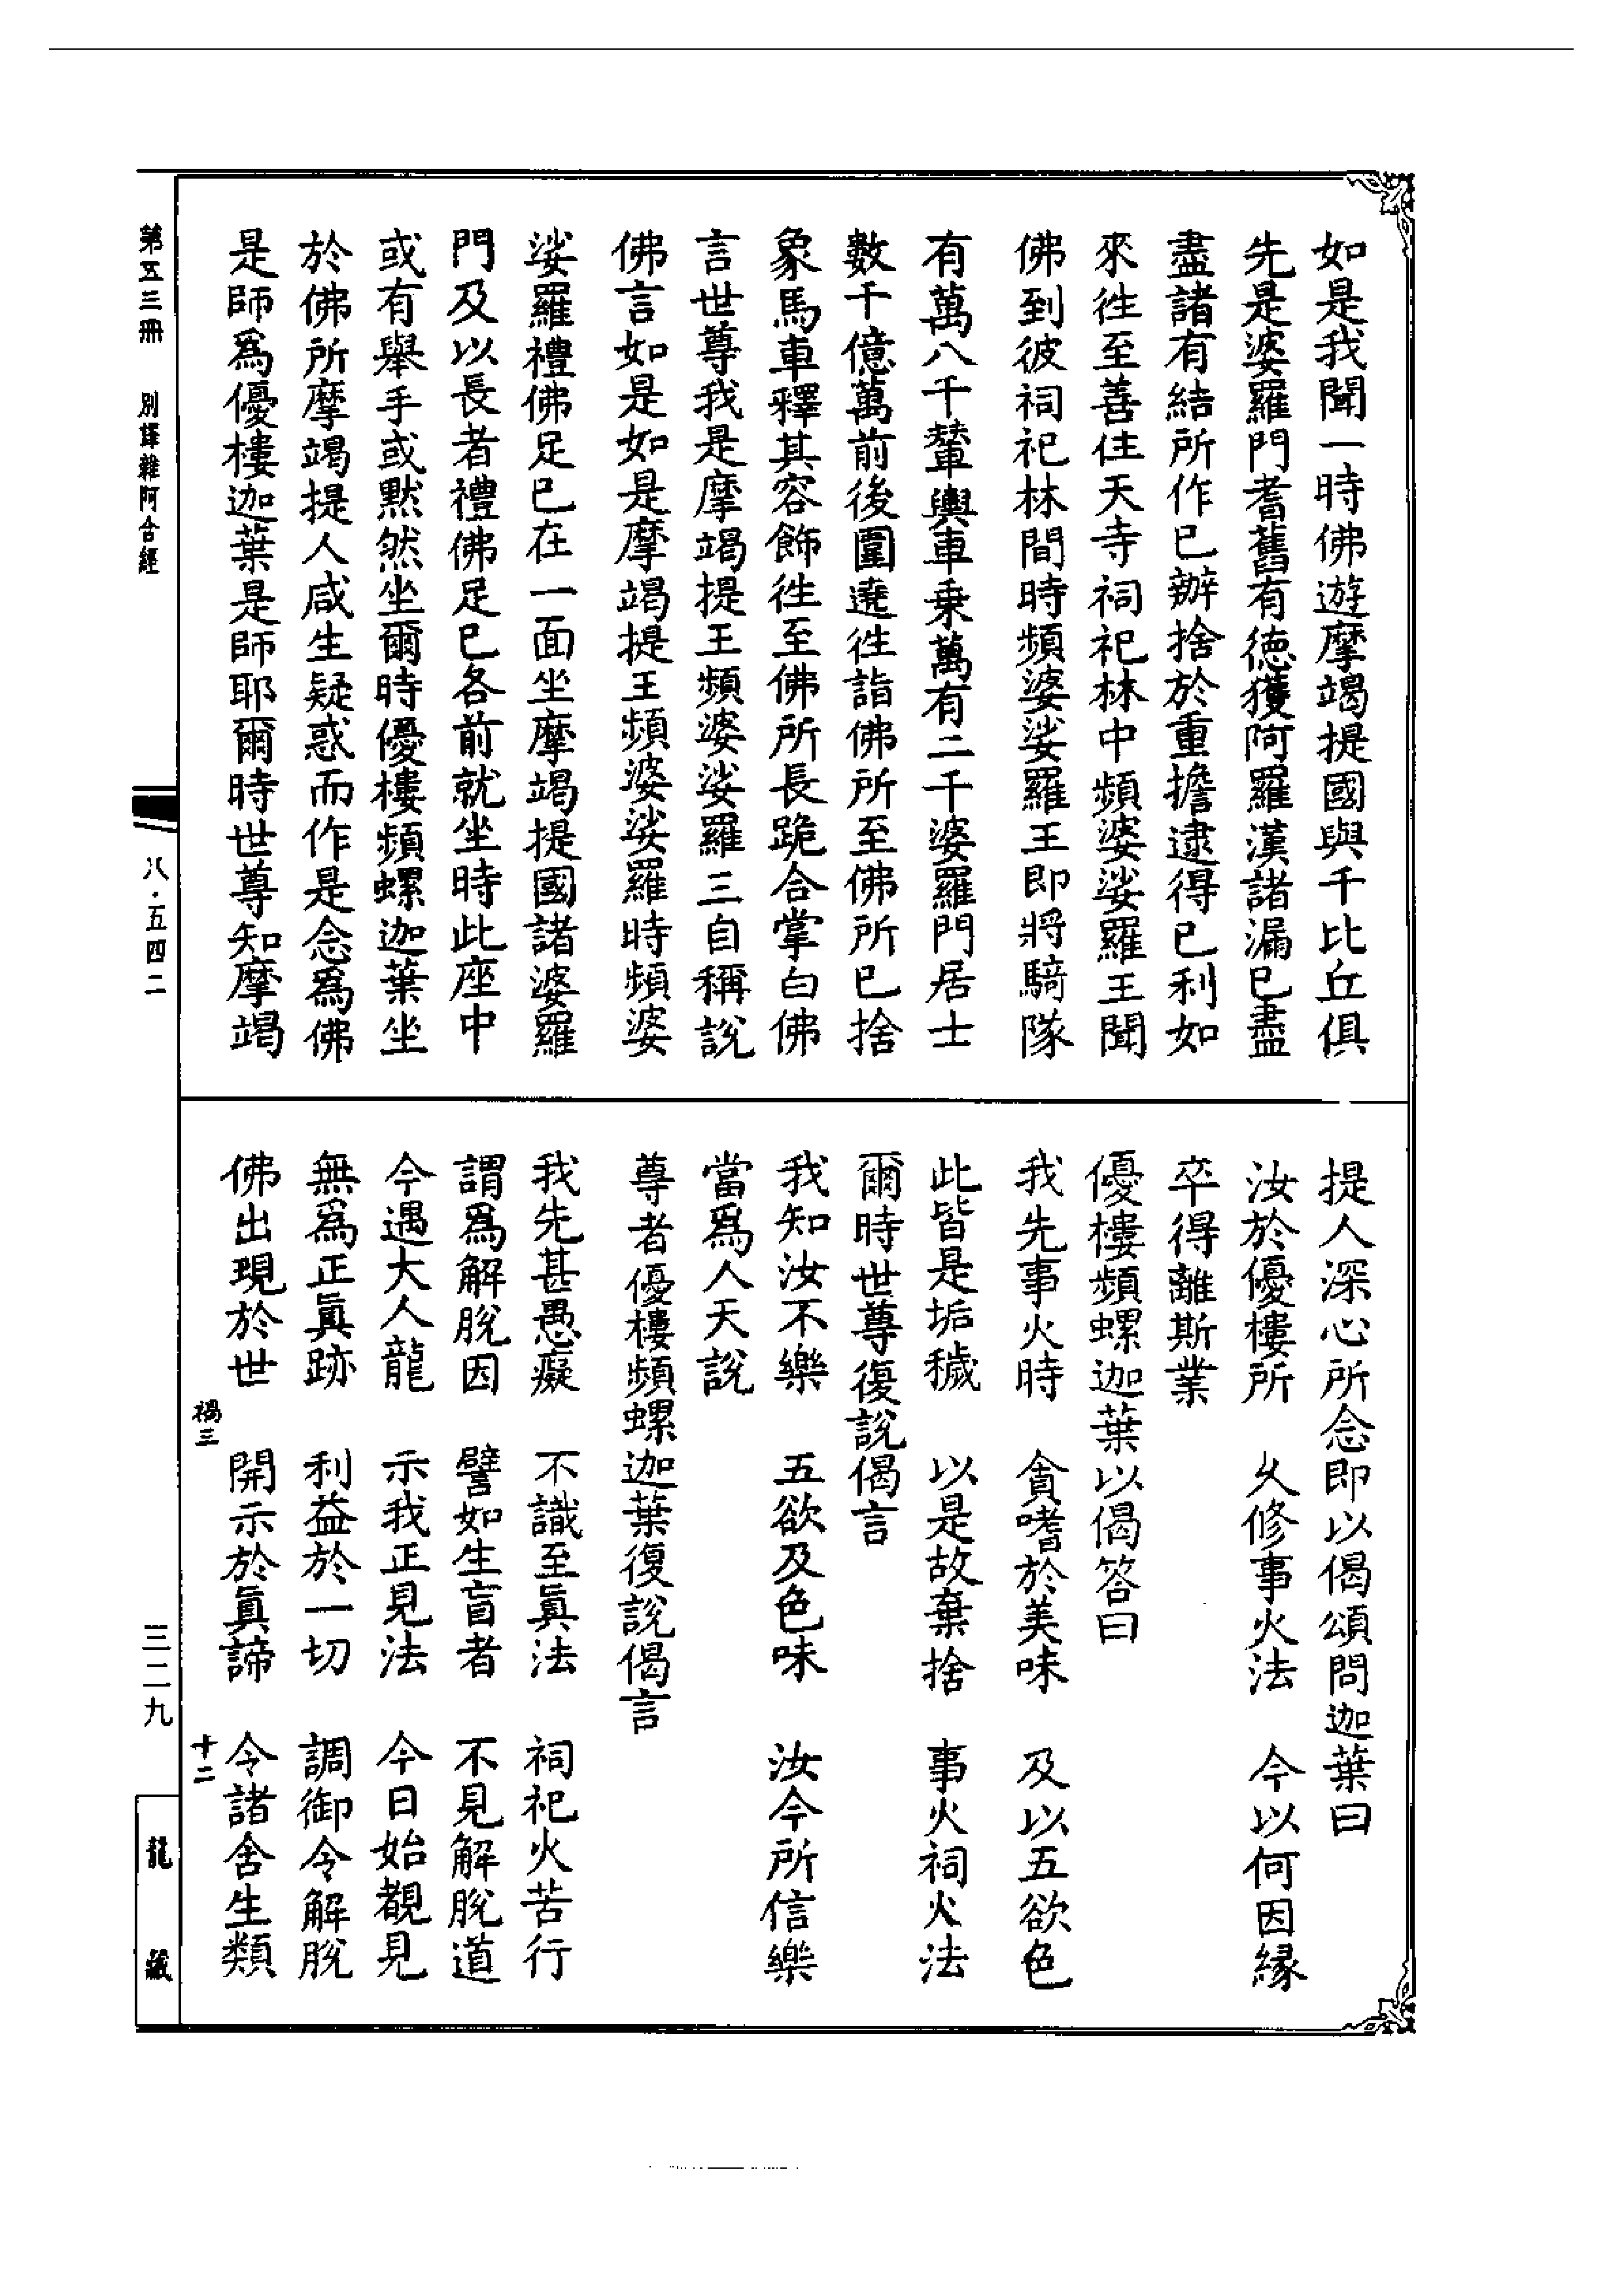 如是我聞一時佛遊摩竭提國與千比丘俱
先是婆羅門耆舊有德獲阿羅漢諸漏已盡
盡諸有結所作已辦捨於重擔逮得已利如
來徃至善住天寺祠祀林中頻婆娑羅王聞
佛到彼祠祀林間時頻婆娑羅王即將騎隊
有萬八千輦輿車乗萬有二千婆羅門居士
數千億萬前後圍遶徃詣佛所至佛所已捨
象馬車釋其容飾徃至佛所長跪合掌白佛
言世尊我是摩竭提王頻婆娑羅三自稱說
佛言如是如是摩竭提王頻婆娑羅時頻婆
娑羅禮佛足已在一面坐摩竭提國諸婆羅
門及以長者禮佛足已各前就坐時此座中
或有舉手或默然坐爾時優樓頻螺迦葉坐
於佛所摩竭提人咸生疑惑而作是念爲佛
是師爲優樓迦葉是師耶爾時世尊知摩竭
提人深心所念即以偈頌問迦葉曰
汝於優樓所　久修事火法　今以何因縁
卒得離斯業
優樓頻螺迦葉以偈答曰
我先事火時　貪嗜於美味　及以五欲色
此皆是垢穢　以是故棄捨　事火祠火法
爾時世尊復說偈言
我知汝不樂　五欲及色味　汝今所信樂
當爲人天說
尊者優樓頻螺迦葉復說偈言
我先甚愚癡　不識至眞法　祠祀火苦行
謂爲解脫因　譬如生盲者　不見解脫道
今遇大人龍　示我正見法　今日始覩見
無爲正眞跡　利益於一切　調御令解脫
佛出現於世　開示於眞諦　令諸含生類
禍三　十二
第五三冊　別譯雜阿含經　八·五四二　三二九　龍藏